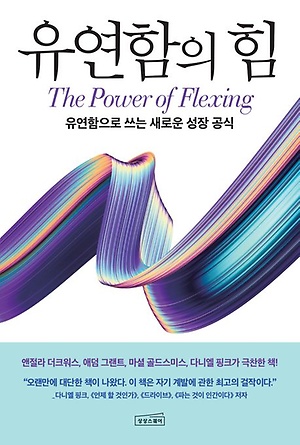 유연함의 힘
The Power of Flexing
유연함으로 쓰는 새로운 성장 공식
앤절라 더크워스, 애덤 그랜트, 마셜 골드스미스, 다니엘 핑크가 극찬한 책!
“오랜만에 대단한 책이 나왔다. 이 책은 자기 계발에 관한 최고의 걸작이다.”
_ 다니엘 핑크, 《언제 할 것인가》, 《드라이브》, 《파는 것이 인간이다》 저자
상상스퀘어